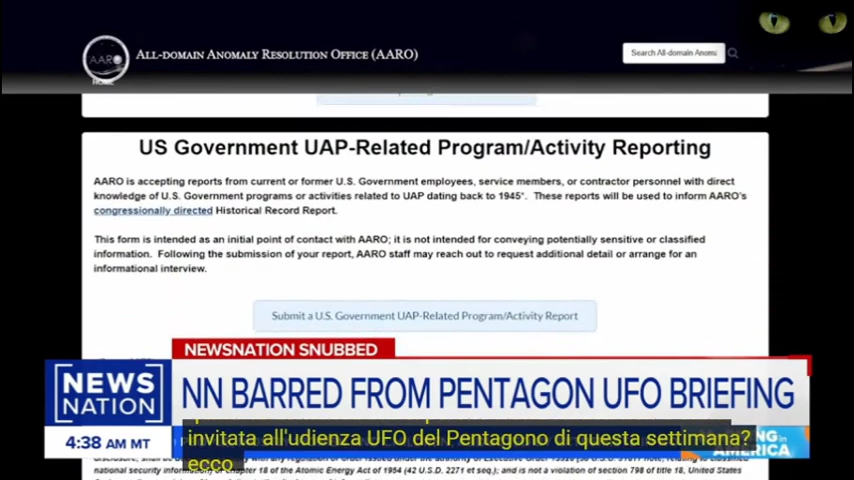 AARO
HOME
ALL-DOMAIN ANOMALY RESOLUTION OFFICE (AARO)
Search All-domain Anoma
US Government UAP-Related Program/Activity Reporting
AARO is accepting reports from current or former U.S. Government employees, service members, or contractor personnel with direct
knowledge of U.S. Government programs or activities related to UAP dating back to 1945*. These reports will be used to inform AARO's
congressionally directed Historical Record Report.
This form is intended as an initial point of contact with AARO; it is not intended for conveying potentially sensitive or classified
information. Following the submission of your report, AARO staff may reach out to request additional detail or arrange for an
informational interview.
Submit a U.S. Government UAP-Related Program/Activity Report
NEWSNATION SNUBBED
NEWS
NATION
NN BARRED FROM PENTAGON UFO BRIEFING
4:38 AM MT
invitata all'udienza UFO del Pentagono di questa settimana?
ecco
in
AMERICA
national security information
chapter 18 of the Atomic Energy Act of 1954 (42 U.S.D. 2271 et seq.; and is not a violation of section 798 of title 18, United States